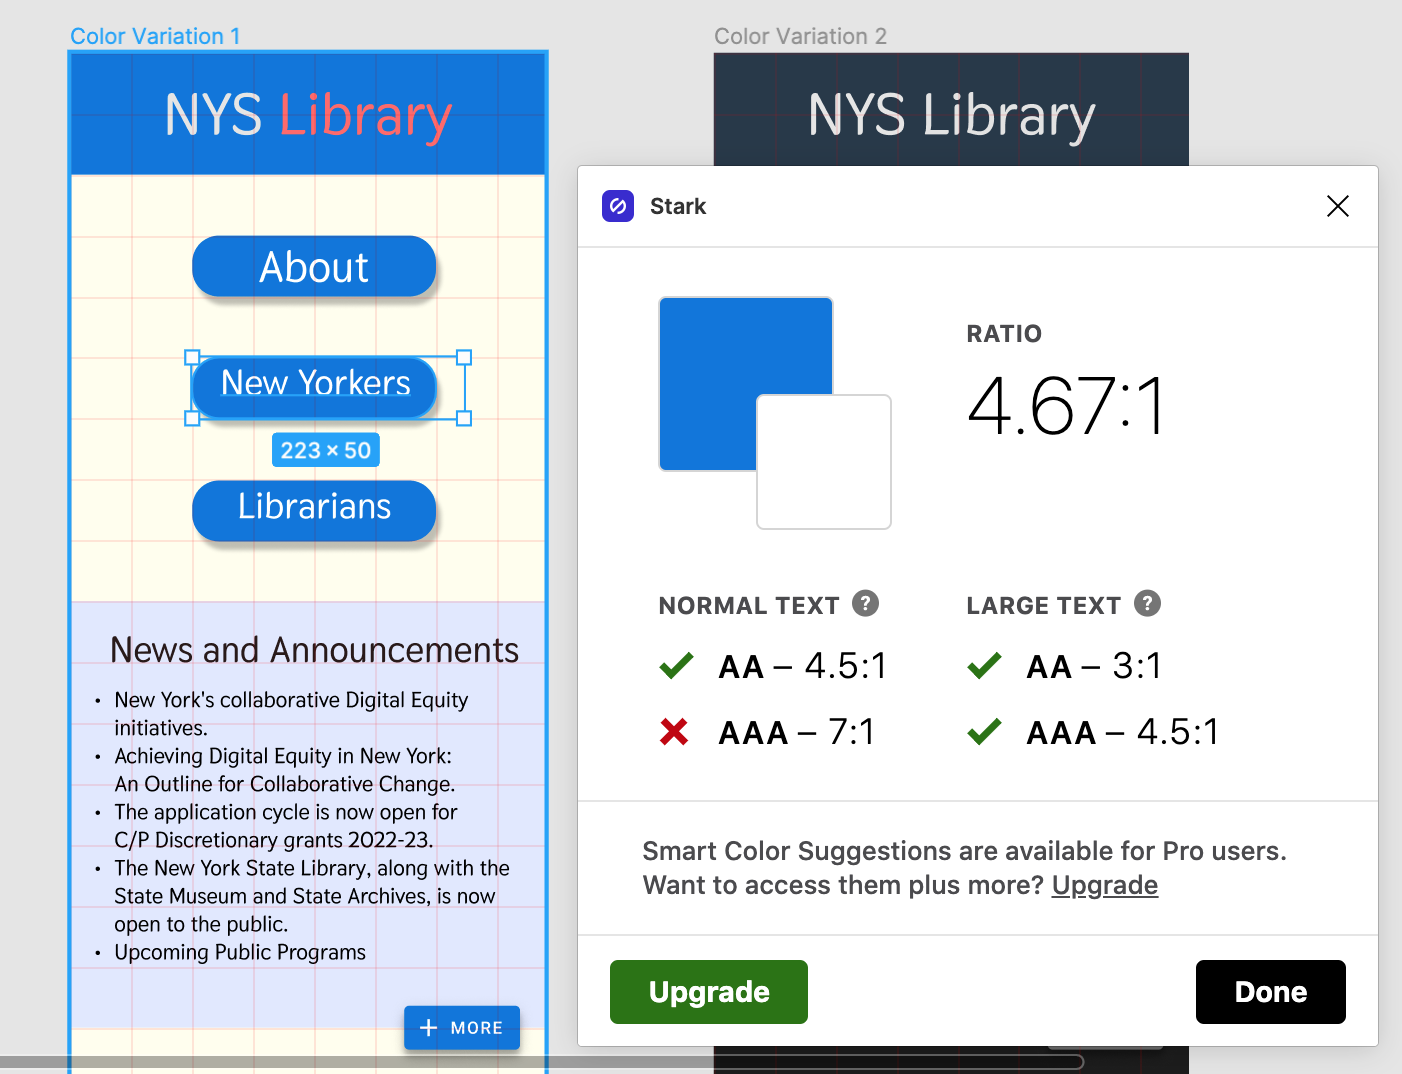 Color Variation 1
NYS Library
About
New Yorkers
223 × 50
Librarians
News and Announcements
• New York's collaborative Digital Equity
initiatives.
• Achieving Digital Equity in New York:
An Outline for Collaborative Change.
• The application cycle is now open for
C/P Discretionary grants 2022-23.
• The New York State Library, along with the
State Museum and State Archives, is now
open to the public.
• Upcoming Public Programs
+ MORE
Color Variation 2
NYS Library
Stark
RATIO
4.67:1
NORMAL TEXT ?
AA – 4.5:1
AAA – 7:1
LARGE TEXT ?
AA – 3:1
AAA – 4.5:1
Smart Color Suggestions are available for Pro users.
Want to access them plus more? Upgrade
Upgrade
Done